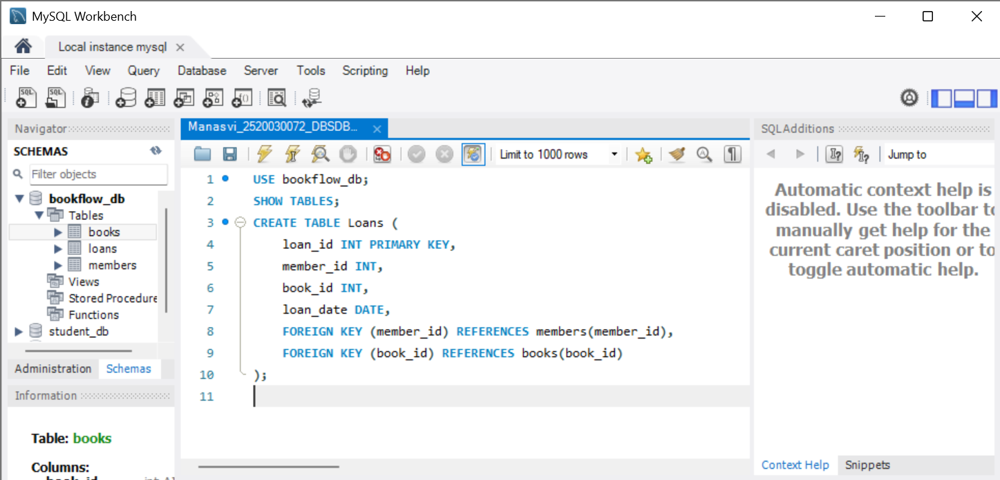 MySQL Workbench
Local instance mysql
File Edit View Query Database Server Tools Scripting Help
Navigator
SCHEMAS
Filter objects
bookflow_db
Tables
books
loans
members
Views
Stored Procedure
Functions
student_db
Administration Schemas
Information
Table: books
Columns:
Manasvi_2520030072_DBSDB...
Limit to 1000 rows
1 USE bookflow_db;
2 SHOW TABLES;
3 CREATE TABLE Loans (
4 loan_id INT PRIMARY KEY,
5 member_id INT,
6 book_id INT,
7 loan_date DATE,
8 FOREIGN KEY (member_id) REFERENCES members(member_id),
9 FOREIGN KEY (book_id) REFERENCES books(book_id)
10 );
11
SQLAdditions
Jump to
Automatic context help is
disabled. Use the toolbar to
manually get help for the
current caret position or to
toggle automatic help.
Context Help Snippets